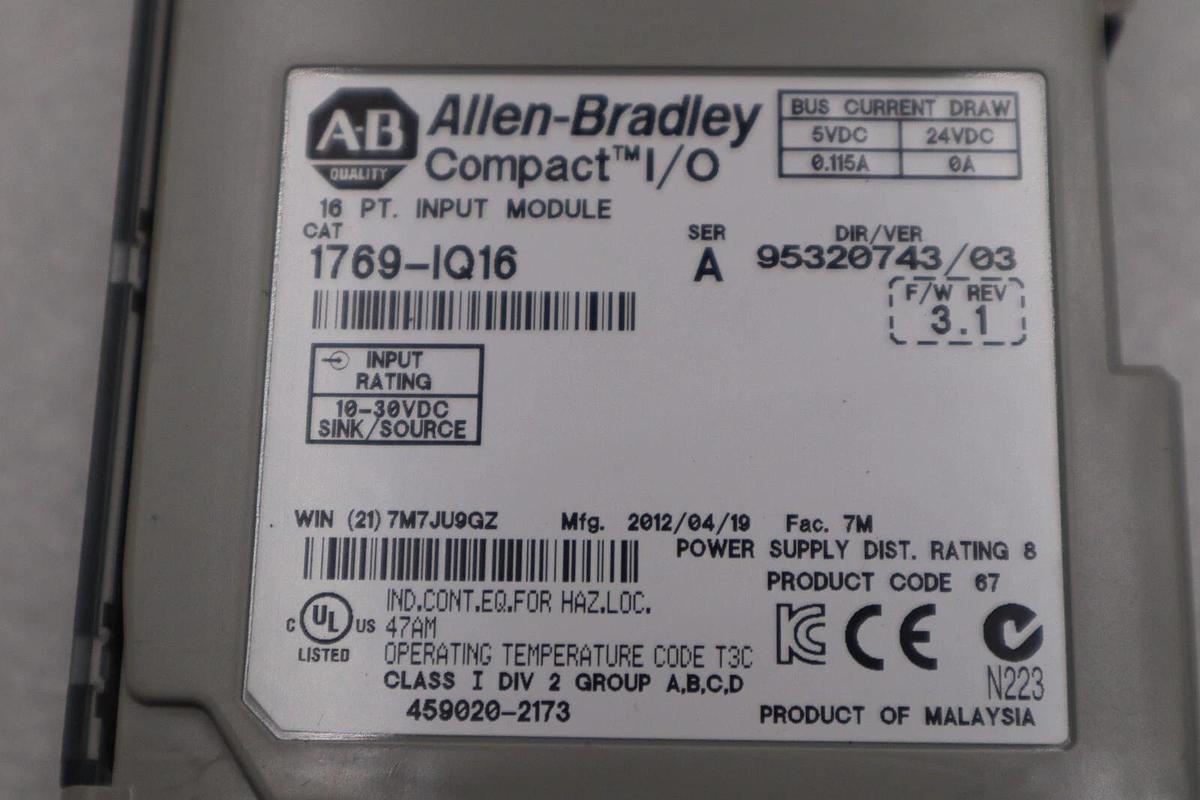 A-B
QUALITY
Allen-Bradley
Compact™ I/O
BUS CURRENT DRAW
5VDC 24VDC
0.115A 0A
16 PT. INPUT MODULE
CAT
1769-IQ16
SER
A
DIR/VER
95320743/03
F/W REV
3.1
INPUT
RATING
10-30VDC
SINK/SOURCE
WIN (21) 7M7JU9GZ Mfg. 2012/04/19 Fac. 7M
POWER SUPPLY DIST. RATING 8
PRODUCT CODE 67
C UL US
LISTED
IND.CONT.EQ.FOR HAZ.LOC.
47AM
OPERATING TEMPERATURE CODE T3C
CLASS I DIV 2 GROUP A,B,C,D
459020-2173
KC CE
N223
PRODUCT OF MALAYSIA